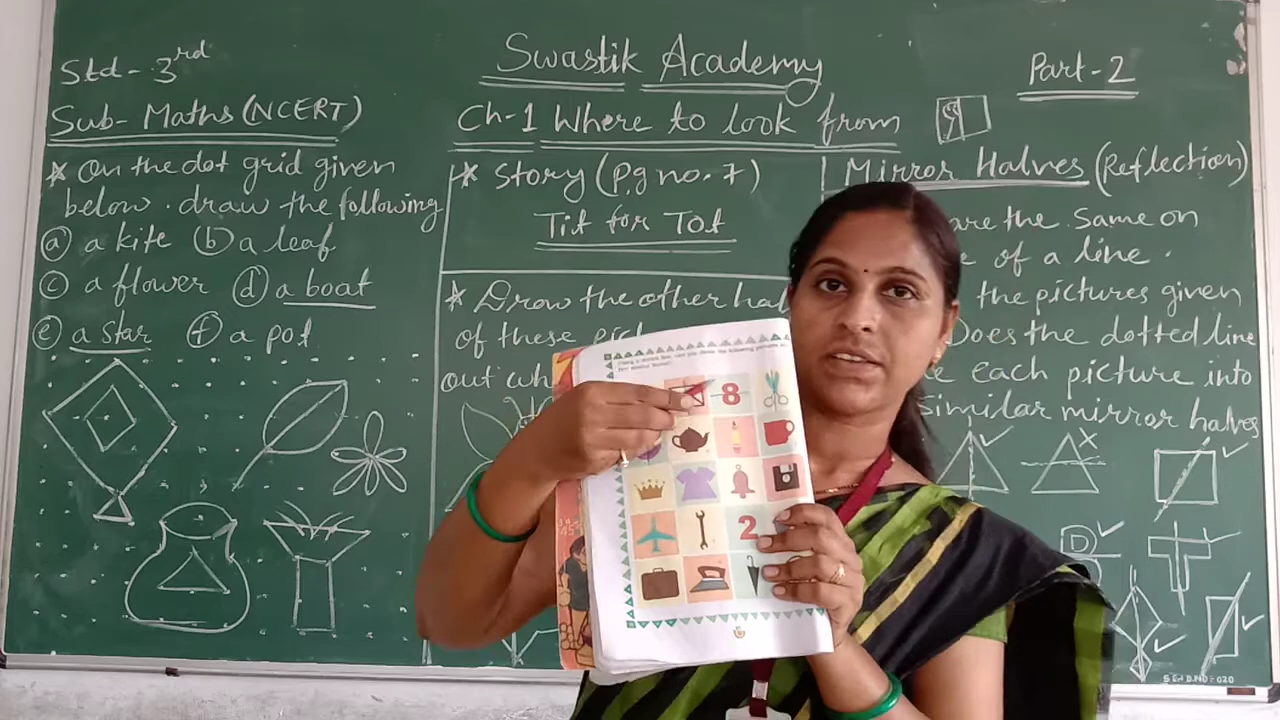 Std - 3rd
Swastik Academy
Part - 2
Sub - Maths (NCERT)
Ch-1 Where to look from
* On the dot grid given
below . draw the following
(a) a kite (b) a leaf
(c) a flower (d) a boat
(e) a star (f) a pot
* Story (Pg no. 7)
Tit for Tot
* Draw the other hal
of these
out
Mirror Halves (Reflection)
are the same on
of a line .
the pictures given
Does the dotted line
each picture into
similar mirror halves
D
8
2